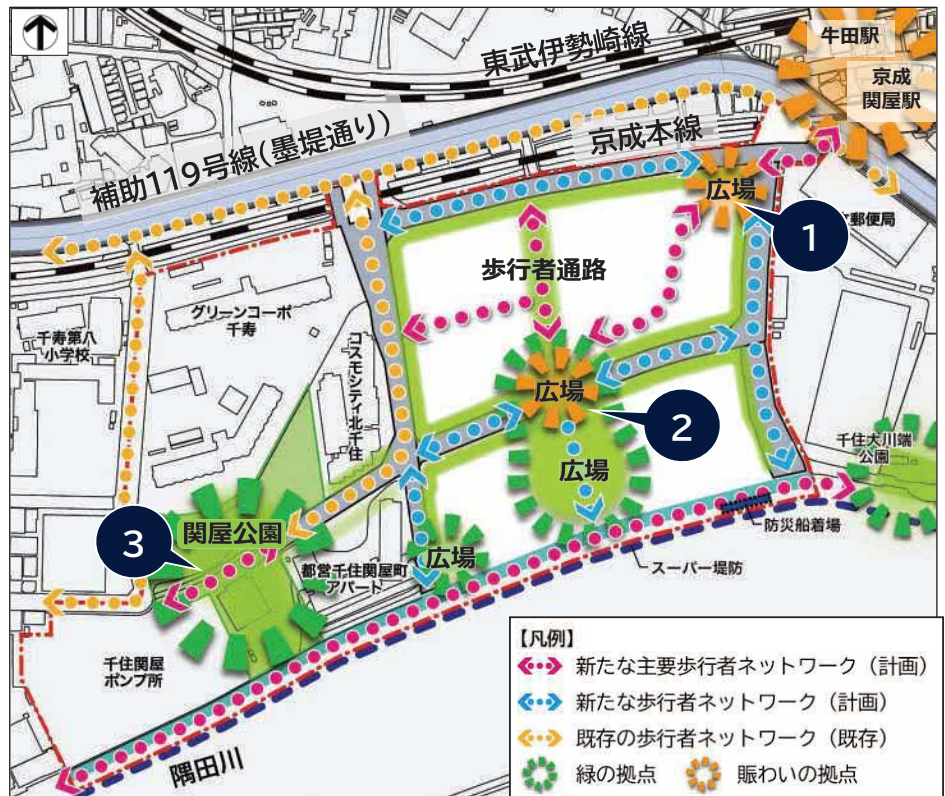 牛田駅
東武伊勢崎線
京成
関屋駅
補助119号線(墨堤通り)
京成本線
広場
1
郵便局
歩行者通路
グリーンコーポ
千寿
千寿第八
小学校
コスモシティ北千住
広場
2
広場
千住大川端
公園
関屋公園
3
広場
防災船着場
都営千住関屋町
アパート
スーパー堤防
千住関屋
ポンプ所
隅田川
【凡例】
新たな主要歩行者ネットワーク（計画）
新たな歩行者ネットワーク（計画）
既存の歩行者ネットワーク（既存）
緑の拠点
賑わいの拠点